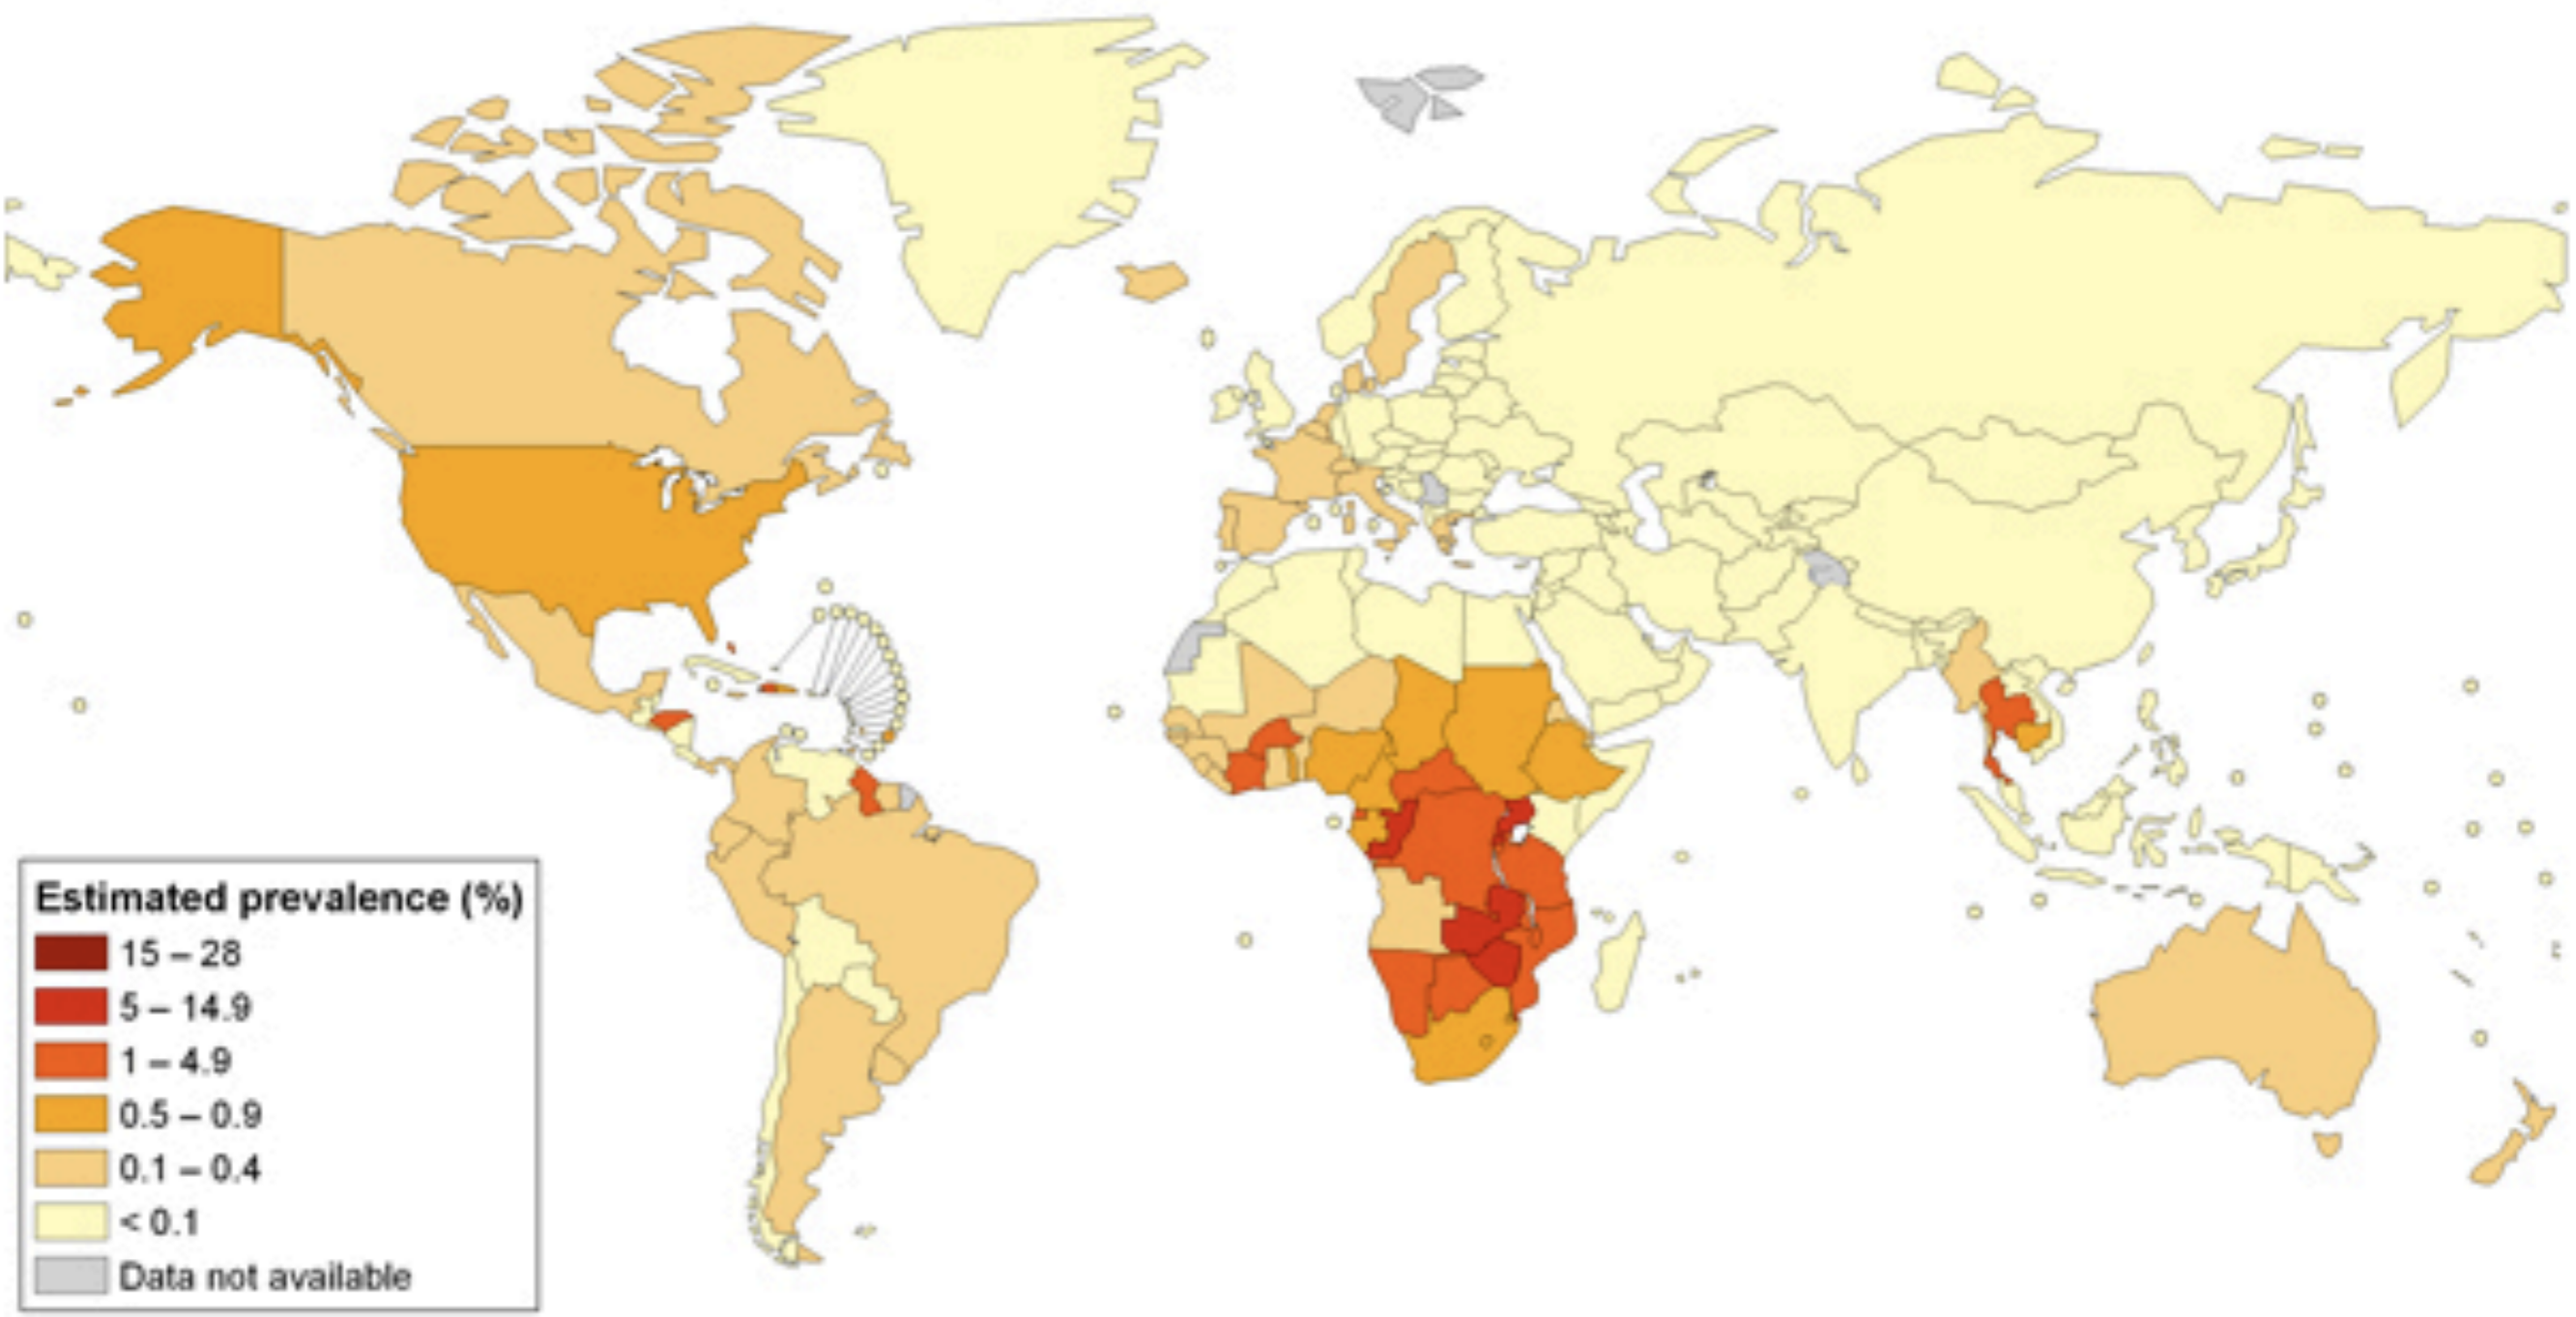 Estimated prevalence (%)
15 – 28
5 – 14.9
1 – 4.9
0.5 – 0.9
0.1 – 0.4
< 0.1
Data not available